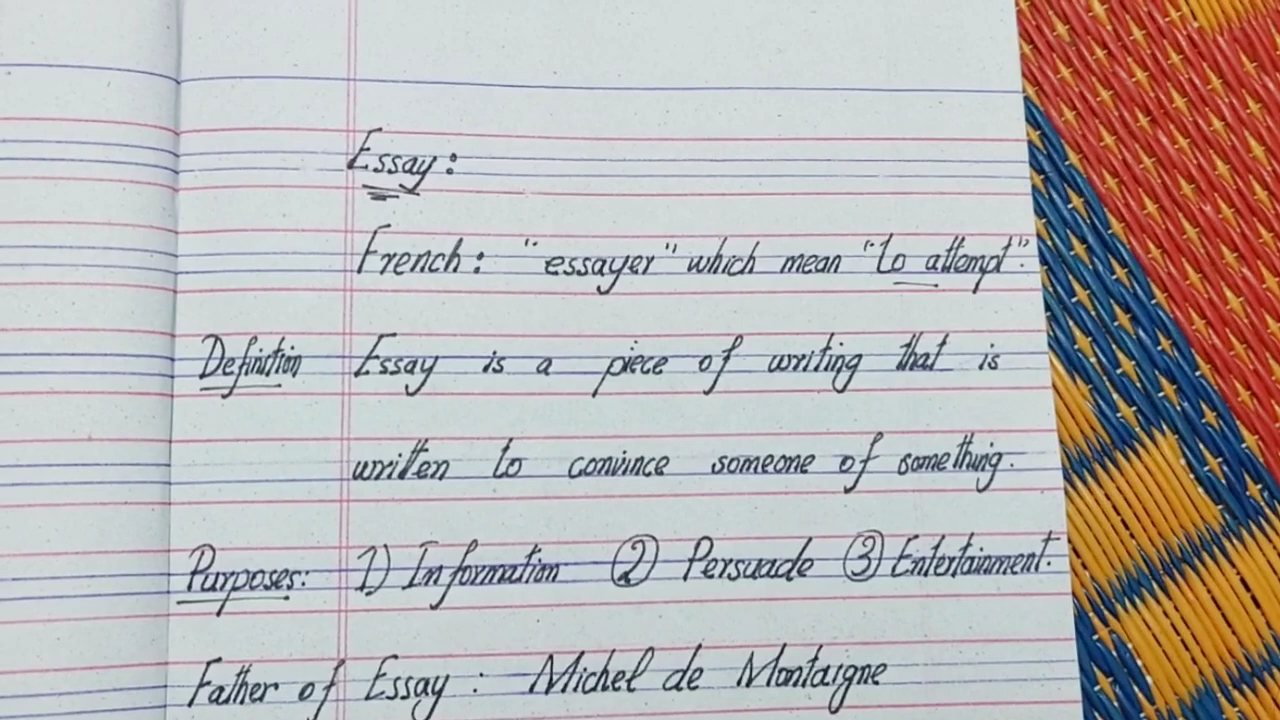 Essay:
French: "essayer" which mean "to attempt".
Definition Essay is a piece of writing that is
written to convince someone of something.
Purposes: 1) Information ② Persuade ③ Entertainment.
Father of Essay : Michel de Montaigne